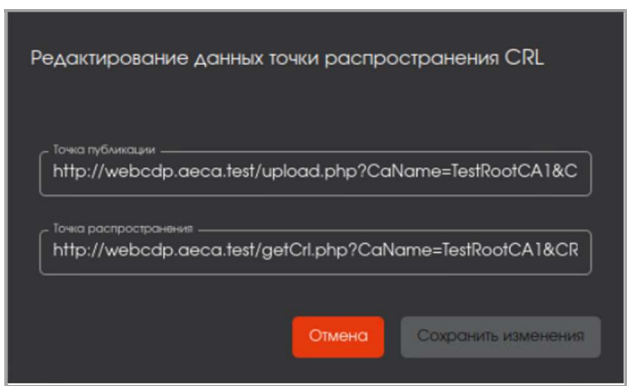 Редактирование данных точки распространения CRL
Точка публикации
http://webcdp.aeca.test/upload.php?CaName=TestRootCA1&C
Точка распространения
http://webcdp.aeca.test/getCrl.php?CaName=TestRootCA1&CR
Отмена
Сохранить изменения